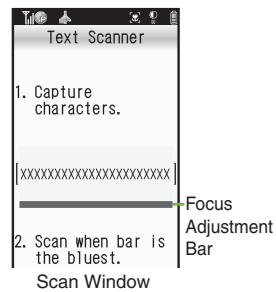 Text Scanner
1. Capture
characters.
[XXXXXXXXXXXXXXXXXXXXXX]
Focus
Adjustment
Bar
2. Scan when bar is
the bluest.
Scan Window